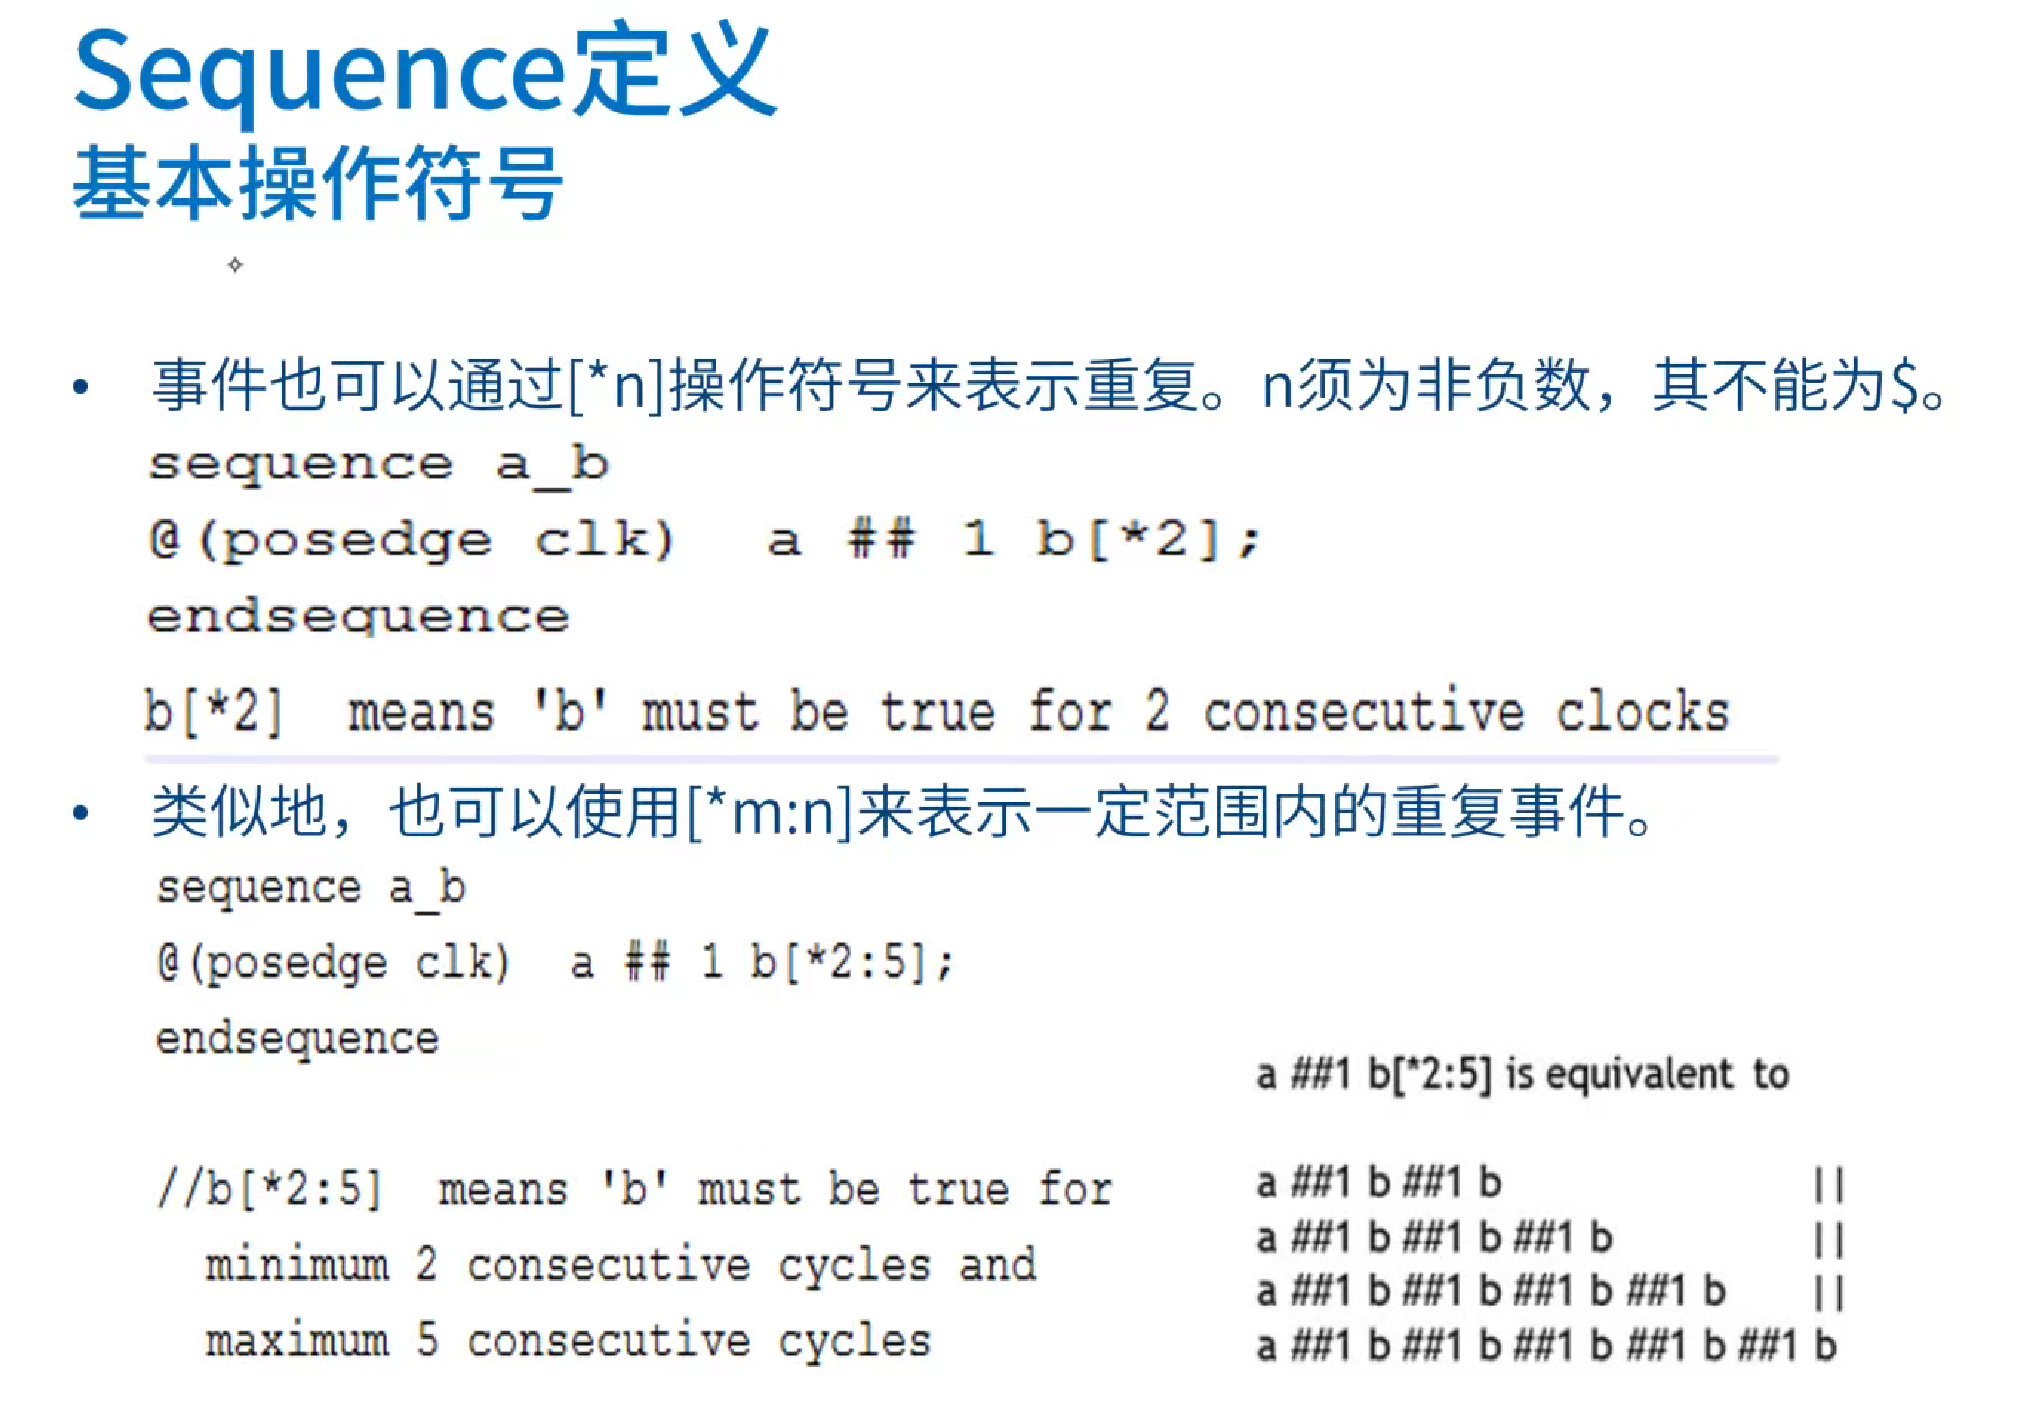 Sequence定义
基本操作符号
• 事件也可以通过[*n]操作符号来表示重复。n须为非负数，其不能为$。
sequence a_b
@(posedge clk)  a ## 1 b[*2];
endsequence
b[*2]  means 'b' must be true for 2 consecutive clocks
• 类似地，也可以使用[*m:n]来表示一定范围内的重复事件。
sequence a_b
@(posedge clk)  a ## 1 b[*2:5];
endsequence
//b[*2:5]  means 'b' must be true for
minimum 2 consecutive cycles and
maximum 5 consecutive cycles
a ##1 b[*2:5] is equivalent to
a ##1 b ##1 b ||
a ##1 b ##1 b ##1 b ||
a ##1 b ##1 b ##1 b ##1 b ||
a ##1 b ##1 b ##1 b ##1 b ##1 b